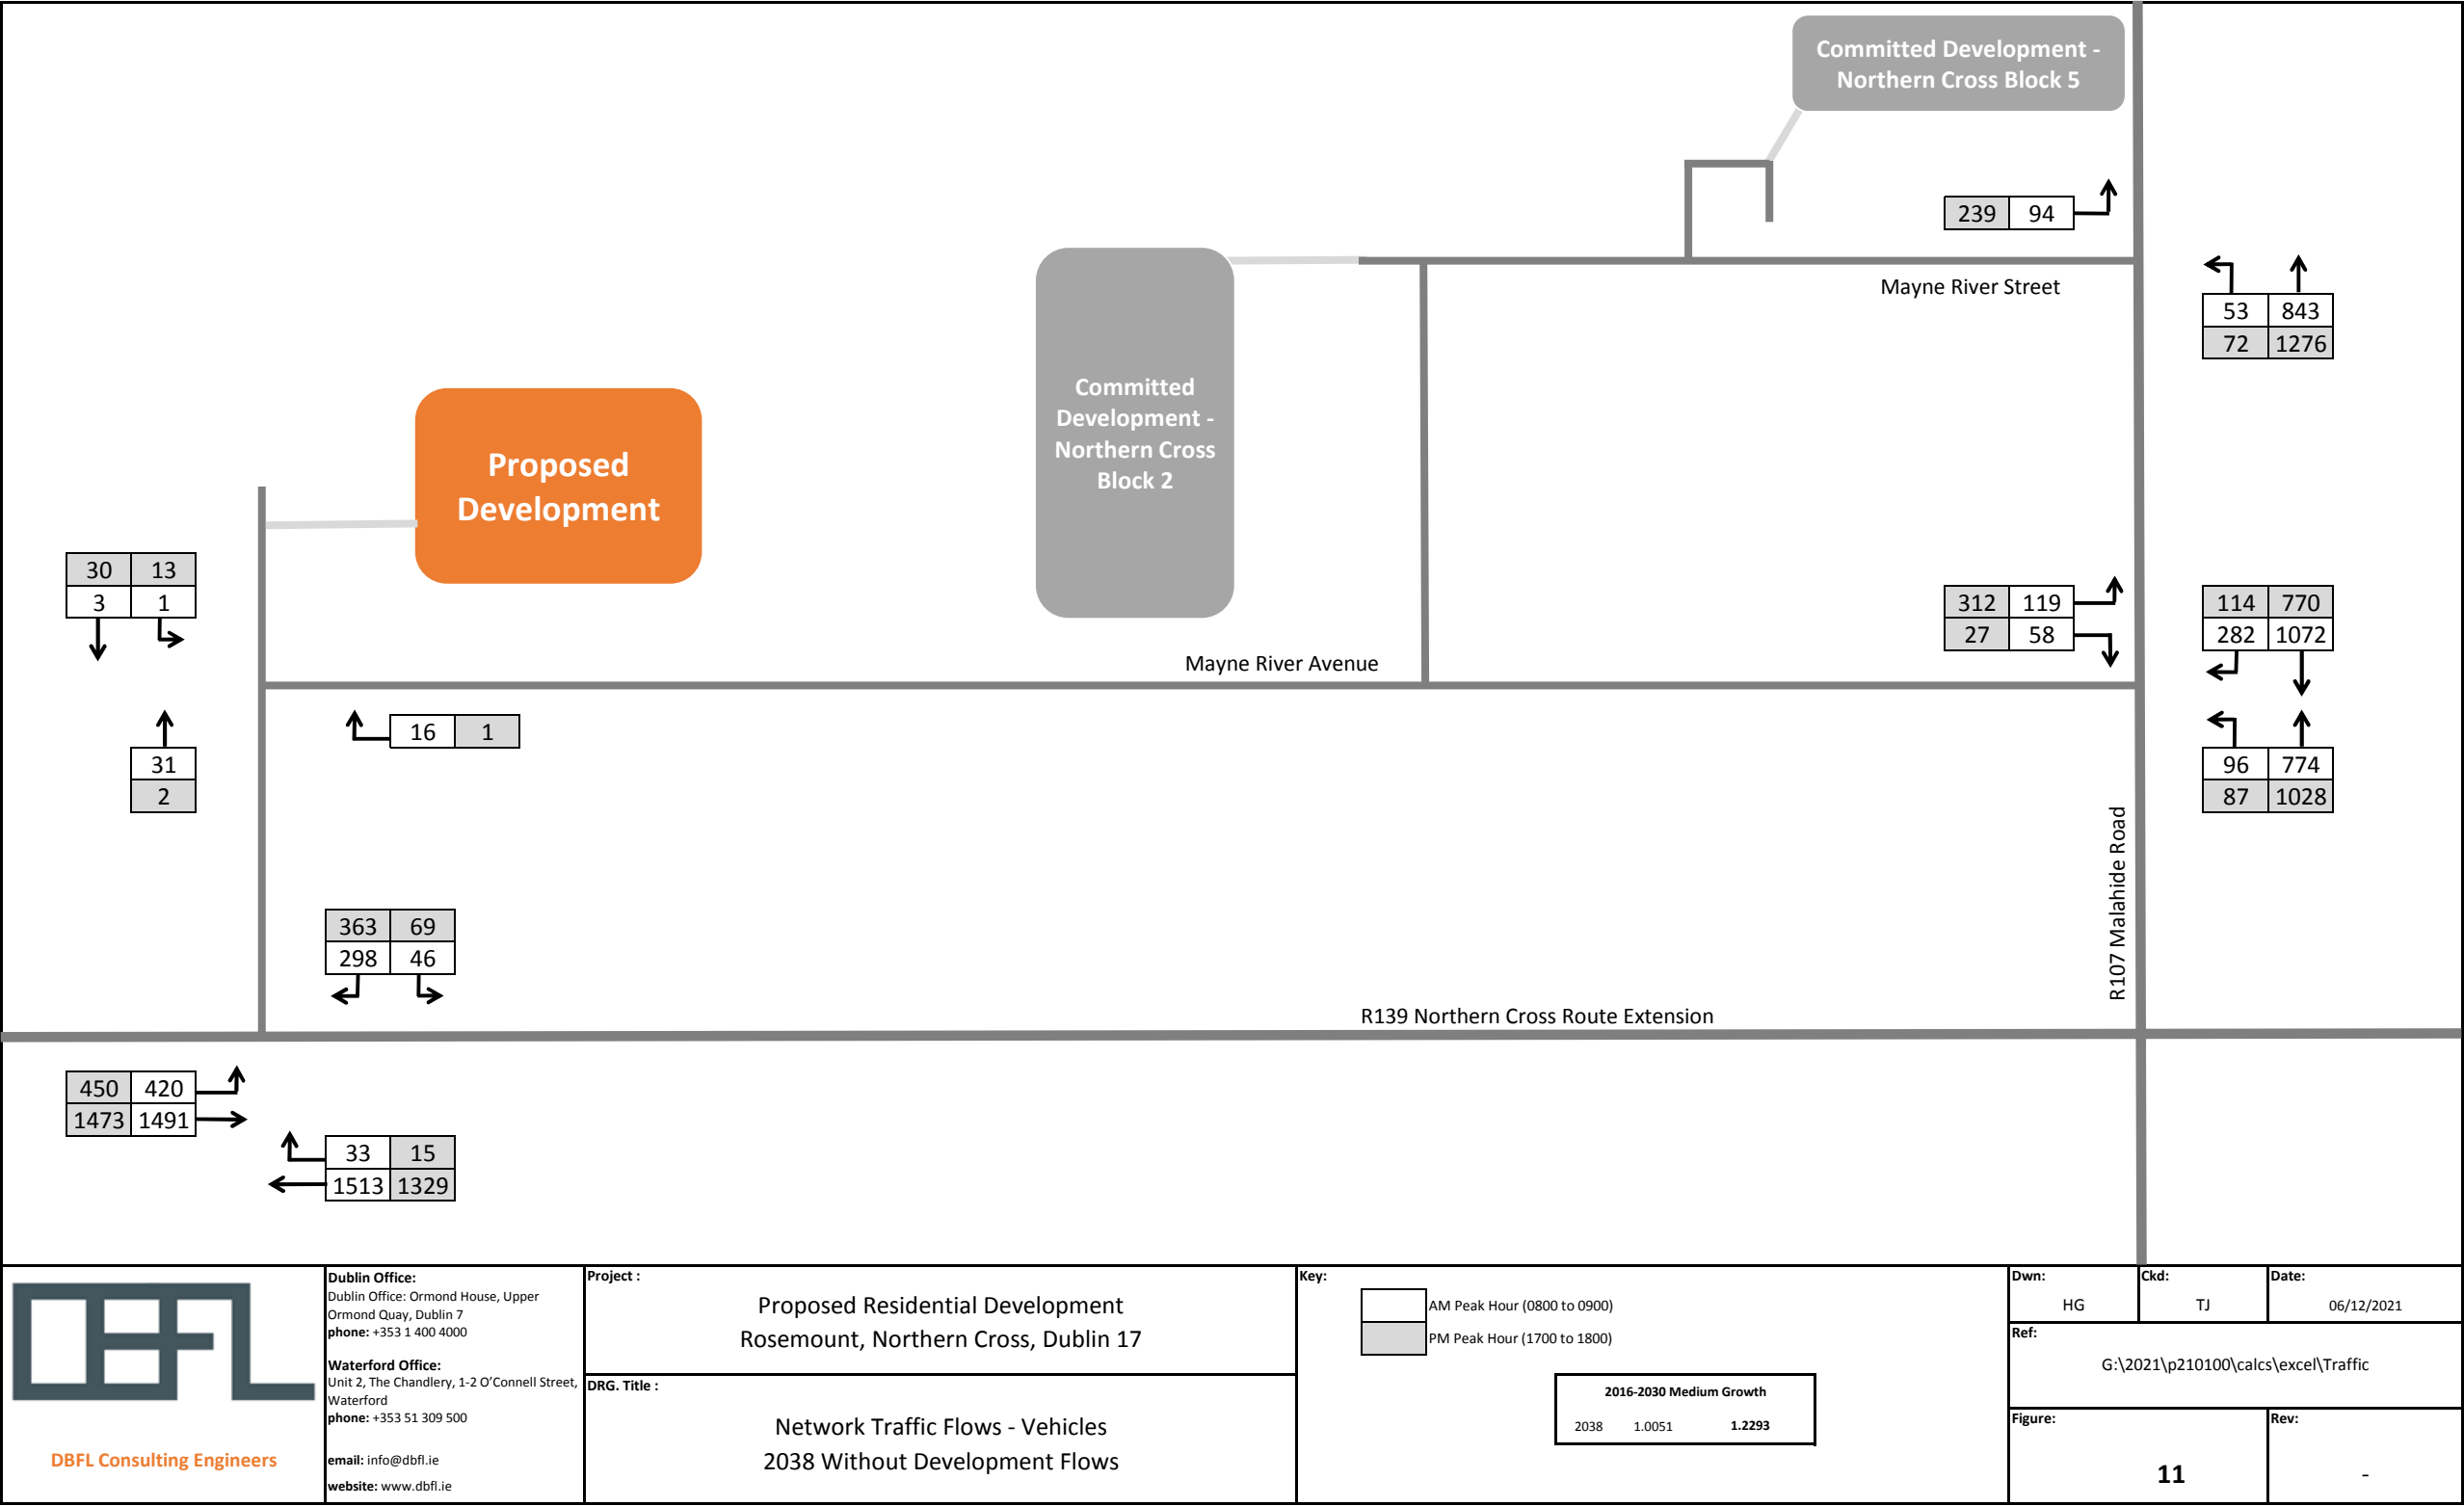 Committed Development -
Northern Cross Block 5
239 94
Mayne River Street
53 843
72 1276
Committed
Development -
Northern Cross
Block 2
Proposed
Development
30 13
3 1
312 119
27 58
114 770
282 1072
Mayne River Avenue
16 1
31
2
96 774
87 1028
R107 Malahide Road
363 69
298 46
R139 Northern Cross Route Extension
450 420
1473 1491
33 15
1513 1329
DBFL
DBFL Consulting Engineers
Dublin Office:
Dublin Office: Ormond House, Upper
Ormond Quay, Dublin 7
phone: +353 1 400 4000
Waterford Office:
Unit 2, The Chandlery, 1-2 O'Connell Street,
Waterford
phone: +353 51 309 500
email: info@dbfl.ie
website: www.dbfl.ie
Project :
Proposed Residential Development
Rosemount, Northern Cross, Dublin 17
DRG. Title :
Network Traffic Flows - Vehicles
2038 Without Development Flows
Key:
AM Peak Hour (0800 to 0900)
PM Peak Hour (1700 to 1800)
2016-2030 Medium Growth
2038 1.0051 1.2293
Dwn: Ckd: Date:
HG TJ 06/12/2021
Ref:
G:\2021\p210100\calcs\excel\Traffic
Figure: Rev:
11 -